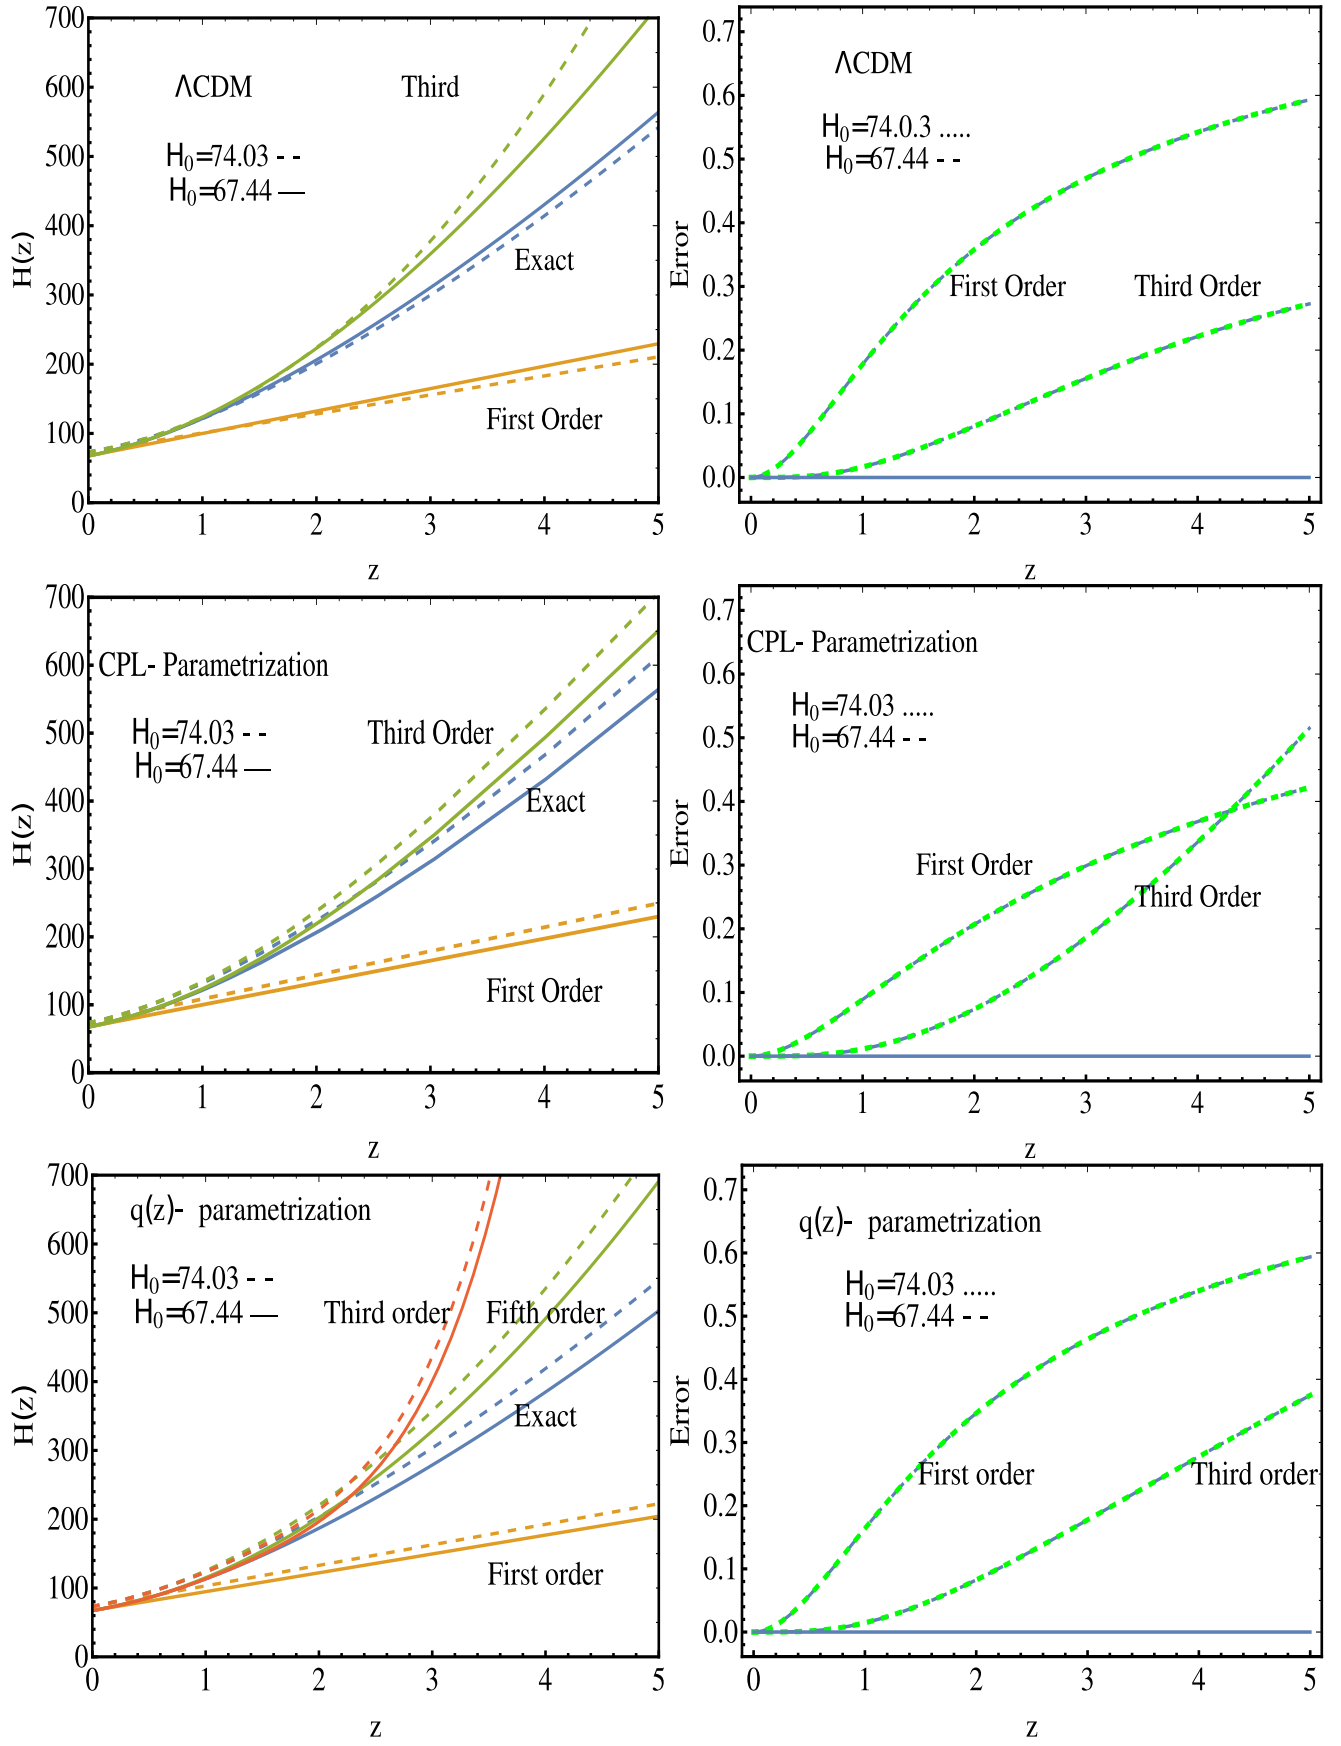 700
600
500
400
300
200
100
0
H(z)
ΛCDM
Third
H₀=74.03 - -
H₀=67.44 —
Exact
First Order
0 1 2 3 4 5
z
0.7
0.6
0.5
0.4
0.3
0.2
0.1
0.0
Error
ΛCDM
H₀=74.0.3 .....
H₀=67.44 - -
First Order
Third Order
0 1 2 3 4 5
z
700
600
500
400
300
200
100
0
H(z)
CPL- Parametrization
H₀=74.03 - -
H₀=67.44 —
Third Order
Exact
First Order
0 1 2 3 4 5
z
0.7
0.6
0.5
0.4
0.3
0.2
0.1
0.0
Error
CPL- Parametrization
H₀=74.03 .....
H₀=67.44 - -
First Order
Third Order
0 1 2 3 4 5
z
700
600
500
400
300
200
100
0
H(z)
q(z)- parametrization
H₀=74.03 - -
H₀=67.44 —
Third order
Fifth order
Exact
First order
0 1 2 3 4 5
z
0.7
0.6
0.5
0.4
0.3
0.2
0.1
0.0
Error
q(z)- parametrization
H₀=74.03 .....
H₀=67.44 - -
First order
Third order
0 1 2 3 4 5
z